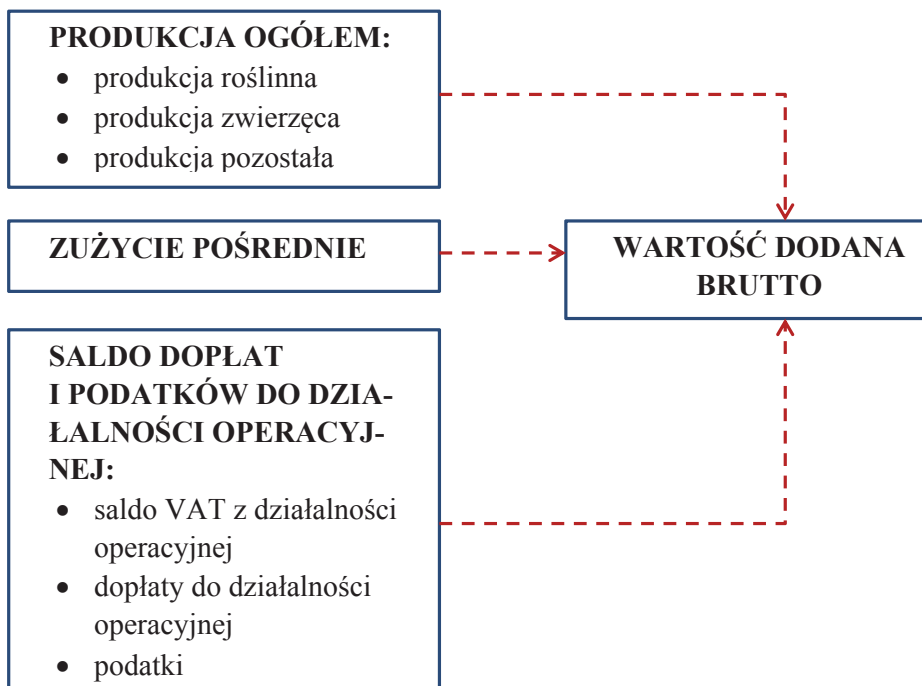 PRODUKCJA OGÓŁEM:
• produkcja roślinna
• produkcja zwierzęca
• produkcja pozostała
ZUŻYCIE POŚREDNIE
WARTOŚĆ DODANA
BRUTTO
SALDO DOPŁAT
I PODATKÓW DO DZIA-
ŁALNOŚCI OPERACYJ-
NEJ:
• saldo VAT z działalności
operacyjnej
• dopłaty do działalności
operacyjnej
• podatki